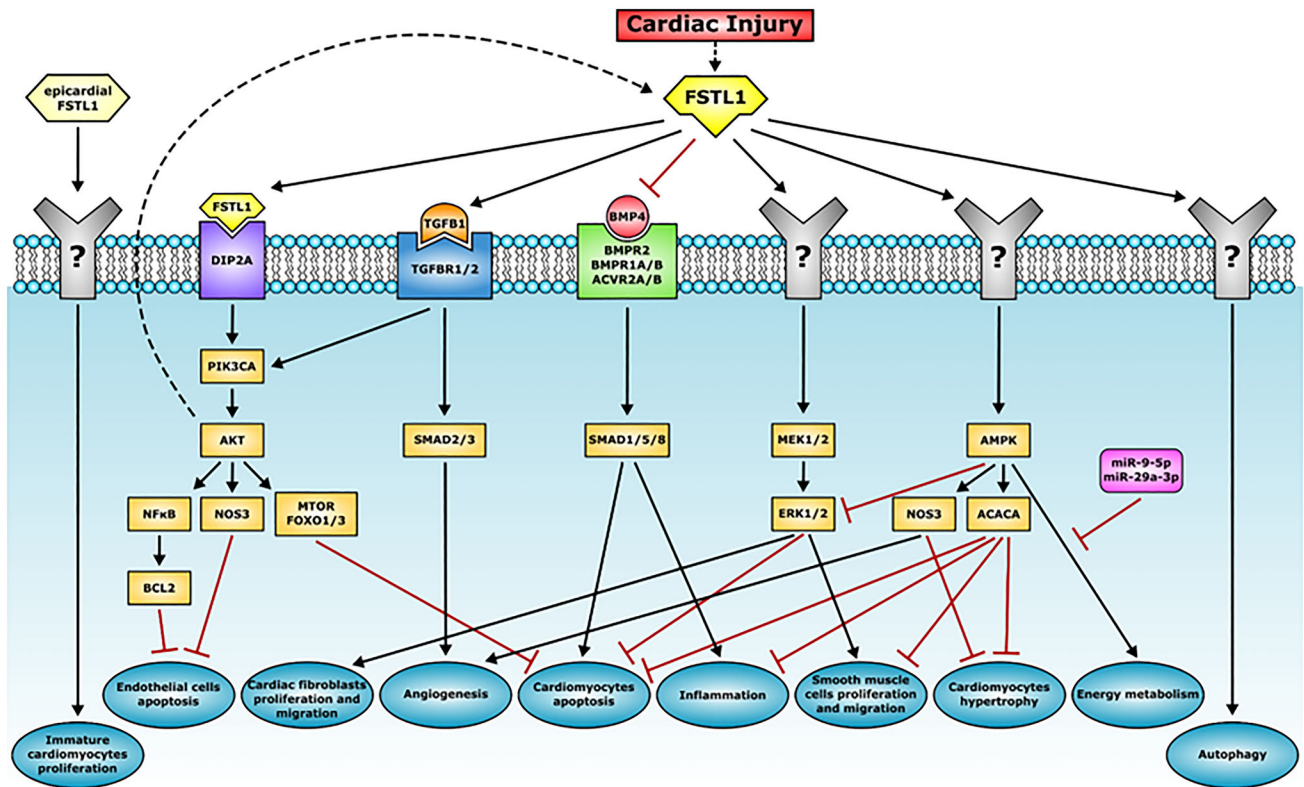 Cardiac Injury
epicardial
FSTL1
FSTL1
?
FSTL1
DIP2A
TGFB1
TGFBR1/2
BMP4
BMPR2
BMPR1A/B
ACVR2A/B
?
?
?
PIK3CA
AKT
SMAD2/3
SMAD1/5/8
MEK1/2
AMPK
miR-9-5p
miR-29a-3p
NFκB
NOS3
MTOR
FOXO1/3
ERK1/2
NOS3
ACACA
BCL2
Endothelial cells
apoptosis
Cardiac fibroblasts
proliferation and
migration
Angiogenesis
Cardiomyocytes
apoptosis
Inflammation
Smooth muscle
cells proliferation
and migration
Cardiomyocytes
hypertrophy
Energy metabolism
Immature
cardiomyocytes
proliferation
Autophagy